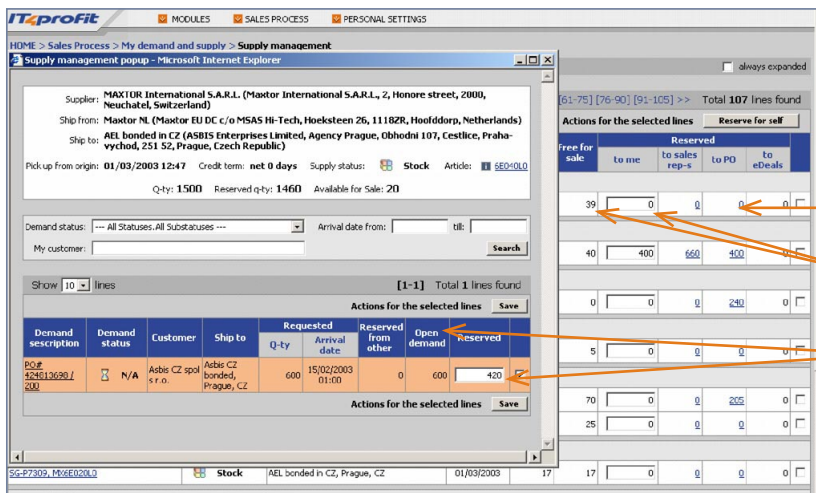 IT4profit
MODULES SALES PROCESS PERSONAL SETTINGS
HOME > Sales Process > My demand and supply > Supply management
Supply management popup - Microsoft Internet Explorer
always expanded
Supplier: MAXTOR International S.A.R.L. (Maxtor International S.A.R.L., 2, Honore street, 2000,
Neuchatel, Switzerland)
Ship from: Maxtor NL (Maxtor EU DC c/o MSAS Hi-Tech, Hoeksteen 26, 1118ZR, Hoofddorp, Netherlands)
Ship to: AEL bonded in CZ (ASBIS Enterprises Limited, Agency Prague, Obhodni 107, Cestlice, Praha-
vychod, 251 52, Prague, Czech Republic)
Pick up from origin: 01/03/2003 12:47 Credit term: net 0 days Supply status: Stock Article: 6E040L0
Q-ty: 1500 Reserved q-ty: 1460 Available for Sale: 20
Demand status: --- All Statuses.All Substatuses --- Arrival date from: till:
My customer: Search
Show 10 lines [1-1] Total 1 lines found
Actions for the selected lines Save
Demand sescription Demand status Customer Ship to Requested Reserved from other Open demand Reserved
Q-ty Arrival date
PO# 424013690 / 200 N/A Asbis CZ spol s r.o. Asbis CZ bonded, Prague, CZ 600 15/02/2003 01:00 0 600 420
Actions for the selected lines Save
[61-75] [76-90] [91-105] >> Total 107 lines found
Actions for the selected lines Reserve for self
Free for sale Reserved
to me to sales rep-s to PO to eDeals
39 0 0 0 0
40 400 660 400 0
0 0 0 240 0
5 0 0 0 0
70 0 0 205 0
25 0 0 0 0
SG-P7309, MX6E020L0 Stock AEL bonded in CZ, Prague, CZ 01/03/2003 17 17 0 0 0 0